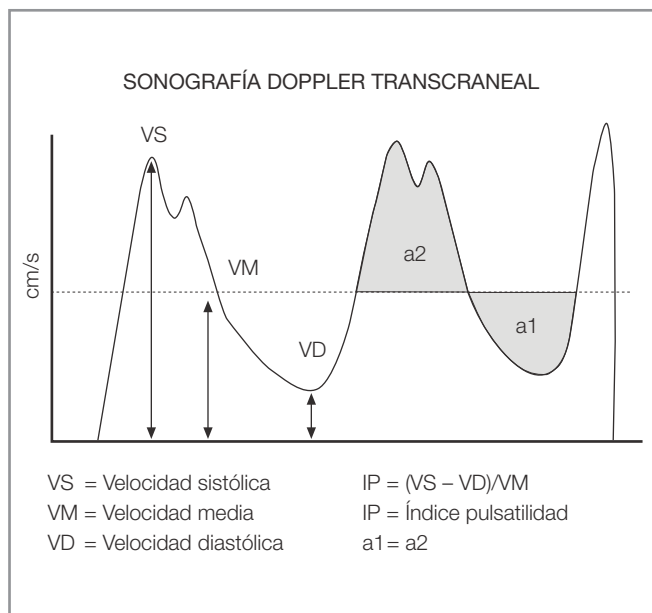 SONOGRAFÍA DOPPLER TRANSCRANEAL
VS
VM
VD
a2
a1
cm/s
VS = Velocidad sistólica
VM = Velocidad media
VD = Velocidad diastólica
IP = (VS – VD)/VM
IP = Índice pulsatilidad
a1= a2